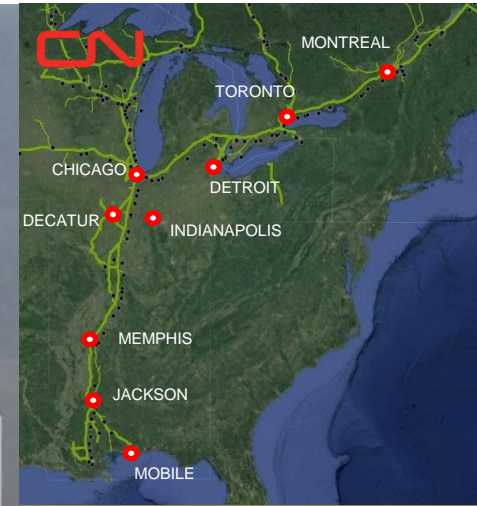 CN
MONTREAL
TORONTO
CHICAGO
DETROIT
DECATUR
INDIANAPOLIS
MEMPHIS
JACKSON
MOBILE